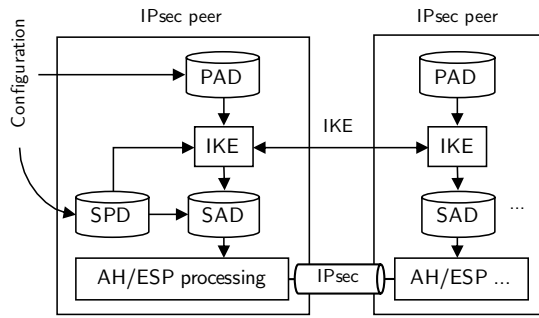 IPsec peer
IPsec peer
Configuration
PAD
PAD
IKE
IKE
IKE
SPD
SAD
SAD
...
AH/ESP processing
IPsec
AH/ESP ...